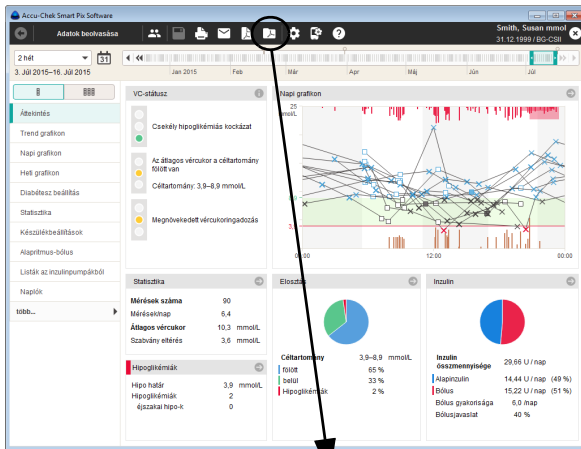 Accu-Chek Smart Pix Software
Adatok beolvasása
Smith, Susan mmol
31.12.1999 / BG-CSII
2 hét
31
3. Júl 2015–16. Júl 2015
Jan 2015 Feb Már Apr Máj Jún Júl
Áttekintés
Trend grafikon
Napi grafikon
Heti grafikon
Diabétesz beállítás
Statisztika
Készülékbeállítások
Alapritmus-bólus
Listák az inzulinpumpákból
Naplók
több...
VC-státusz
Csekély hipoglikémiás kockázat
Az átlagos vércukor a céltartomány
fölött van
Céltartomány: 3,9–8,9 mmol/L
Megnövekedett vércukoringadozás
Napi grafikon
25
mmol/L
00:00 12:00 00:00
Statisztika
Mérések száma 90
Mérések/nap 6,4
Átlagos vércukor 10,3 mmol/L
Szabvány eltérés 3,6 mmol/L
Hipoglikémiák
Hipo határ 3,9 mmol/L
Hipoglikémiák 2
éjszakai hipo-k 0
Elosztás
Céltartomány 3,9–8,9 mmol/L
fölött 65 %
belül 33 %
Hipoglikémiák 2 %
Inzulin
Inzulin
összmennyisége 29,66 U / nap
Alapinzulin 14,44 U / nap (49 %)
Bólus 15,22 U / nap (51 %)
Bólus gyakorisága 6,0 /nap
Bólusjavaslat 40 %